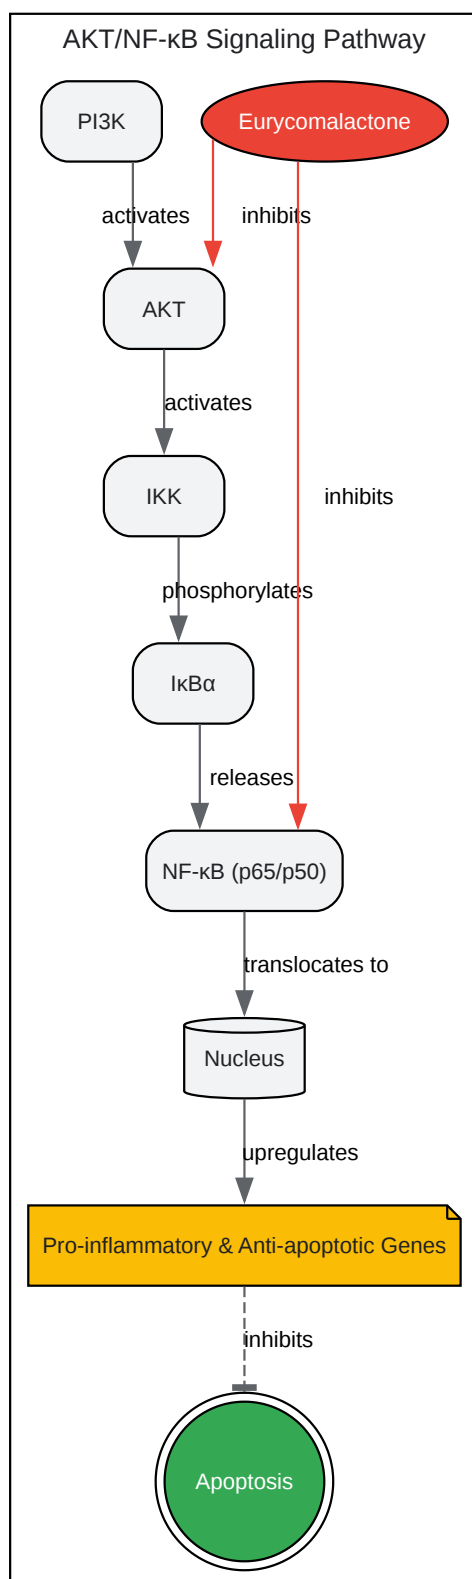 AKT/NF-κB Signaling Pathway
PI3K
Eurycomalactone
activates
inhibits
AKT
activates
IKK
inhibits
phosphorylates
IκBα
releases
NF-κB (p65/p50)
translocates to
Nucleus
upregulates
Pro-inflammatory & Anti-apoptotic Genes
inhibits
Apoptosis